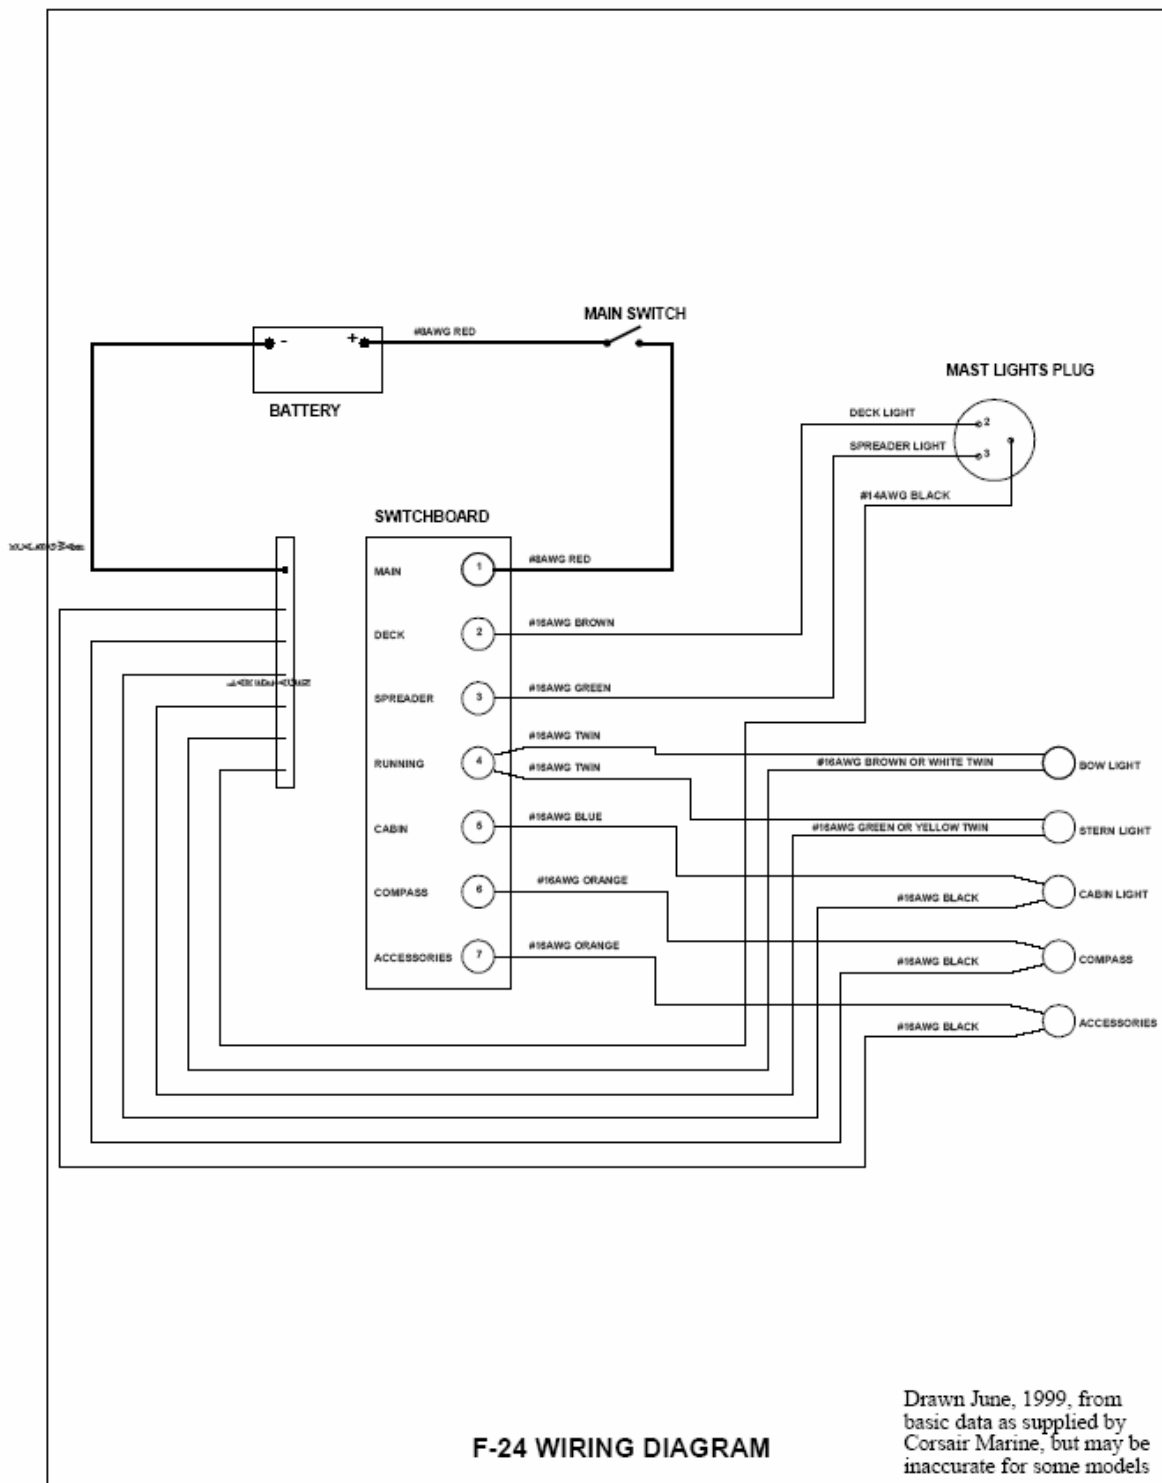 MAIN SWITCH
#8AWG RED
- +
BATTERY
MAST LIGHTS PLUG
DECK LIGHT
2
SPREADER LIGHT
3
#14AWG BLACK
SWITCHBOARD
MAIN 1 #8AWG RED
DECK 2 #16AWG BROWN
SPREADER 3 #16AWG GREEN
#16AWG TWIN
RUNNING 4
#16AWG BROWN OR WHITE TWIN BOW LIGHT
#16AWG TWIN
CABIN 5 #16AWG BLUE
#16AWG GREEN OR YELLOW TWIN STERN LIGHT
COMPASS 6 #16AWG ORANGE
#16AWG BLACK CABIN LIGHT
ACCESSORIES 7 #16AWG ORANGE
#16AWG BLACK COMPASS
#16AWG BLACK ACCESSORIES
F-24 WIRING DIAGRAM
Drawn June, 1999, from
basic data as supplied by
Corsair Marine, but may be
inaccurate for some models